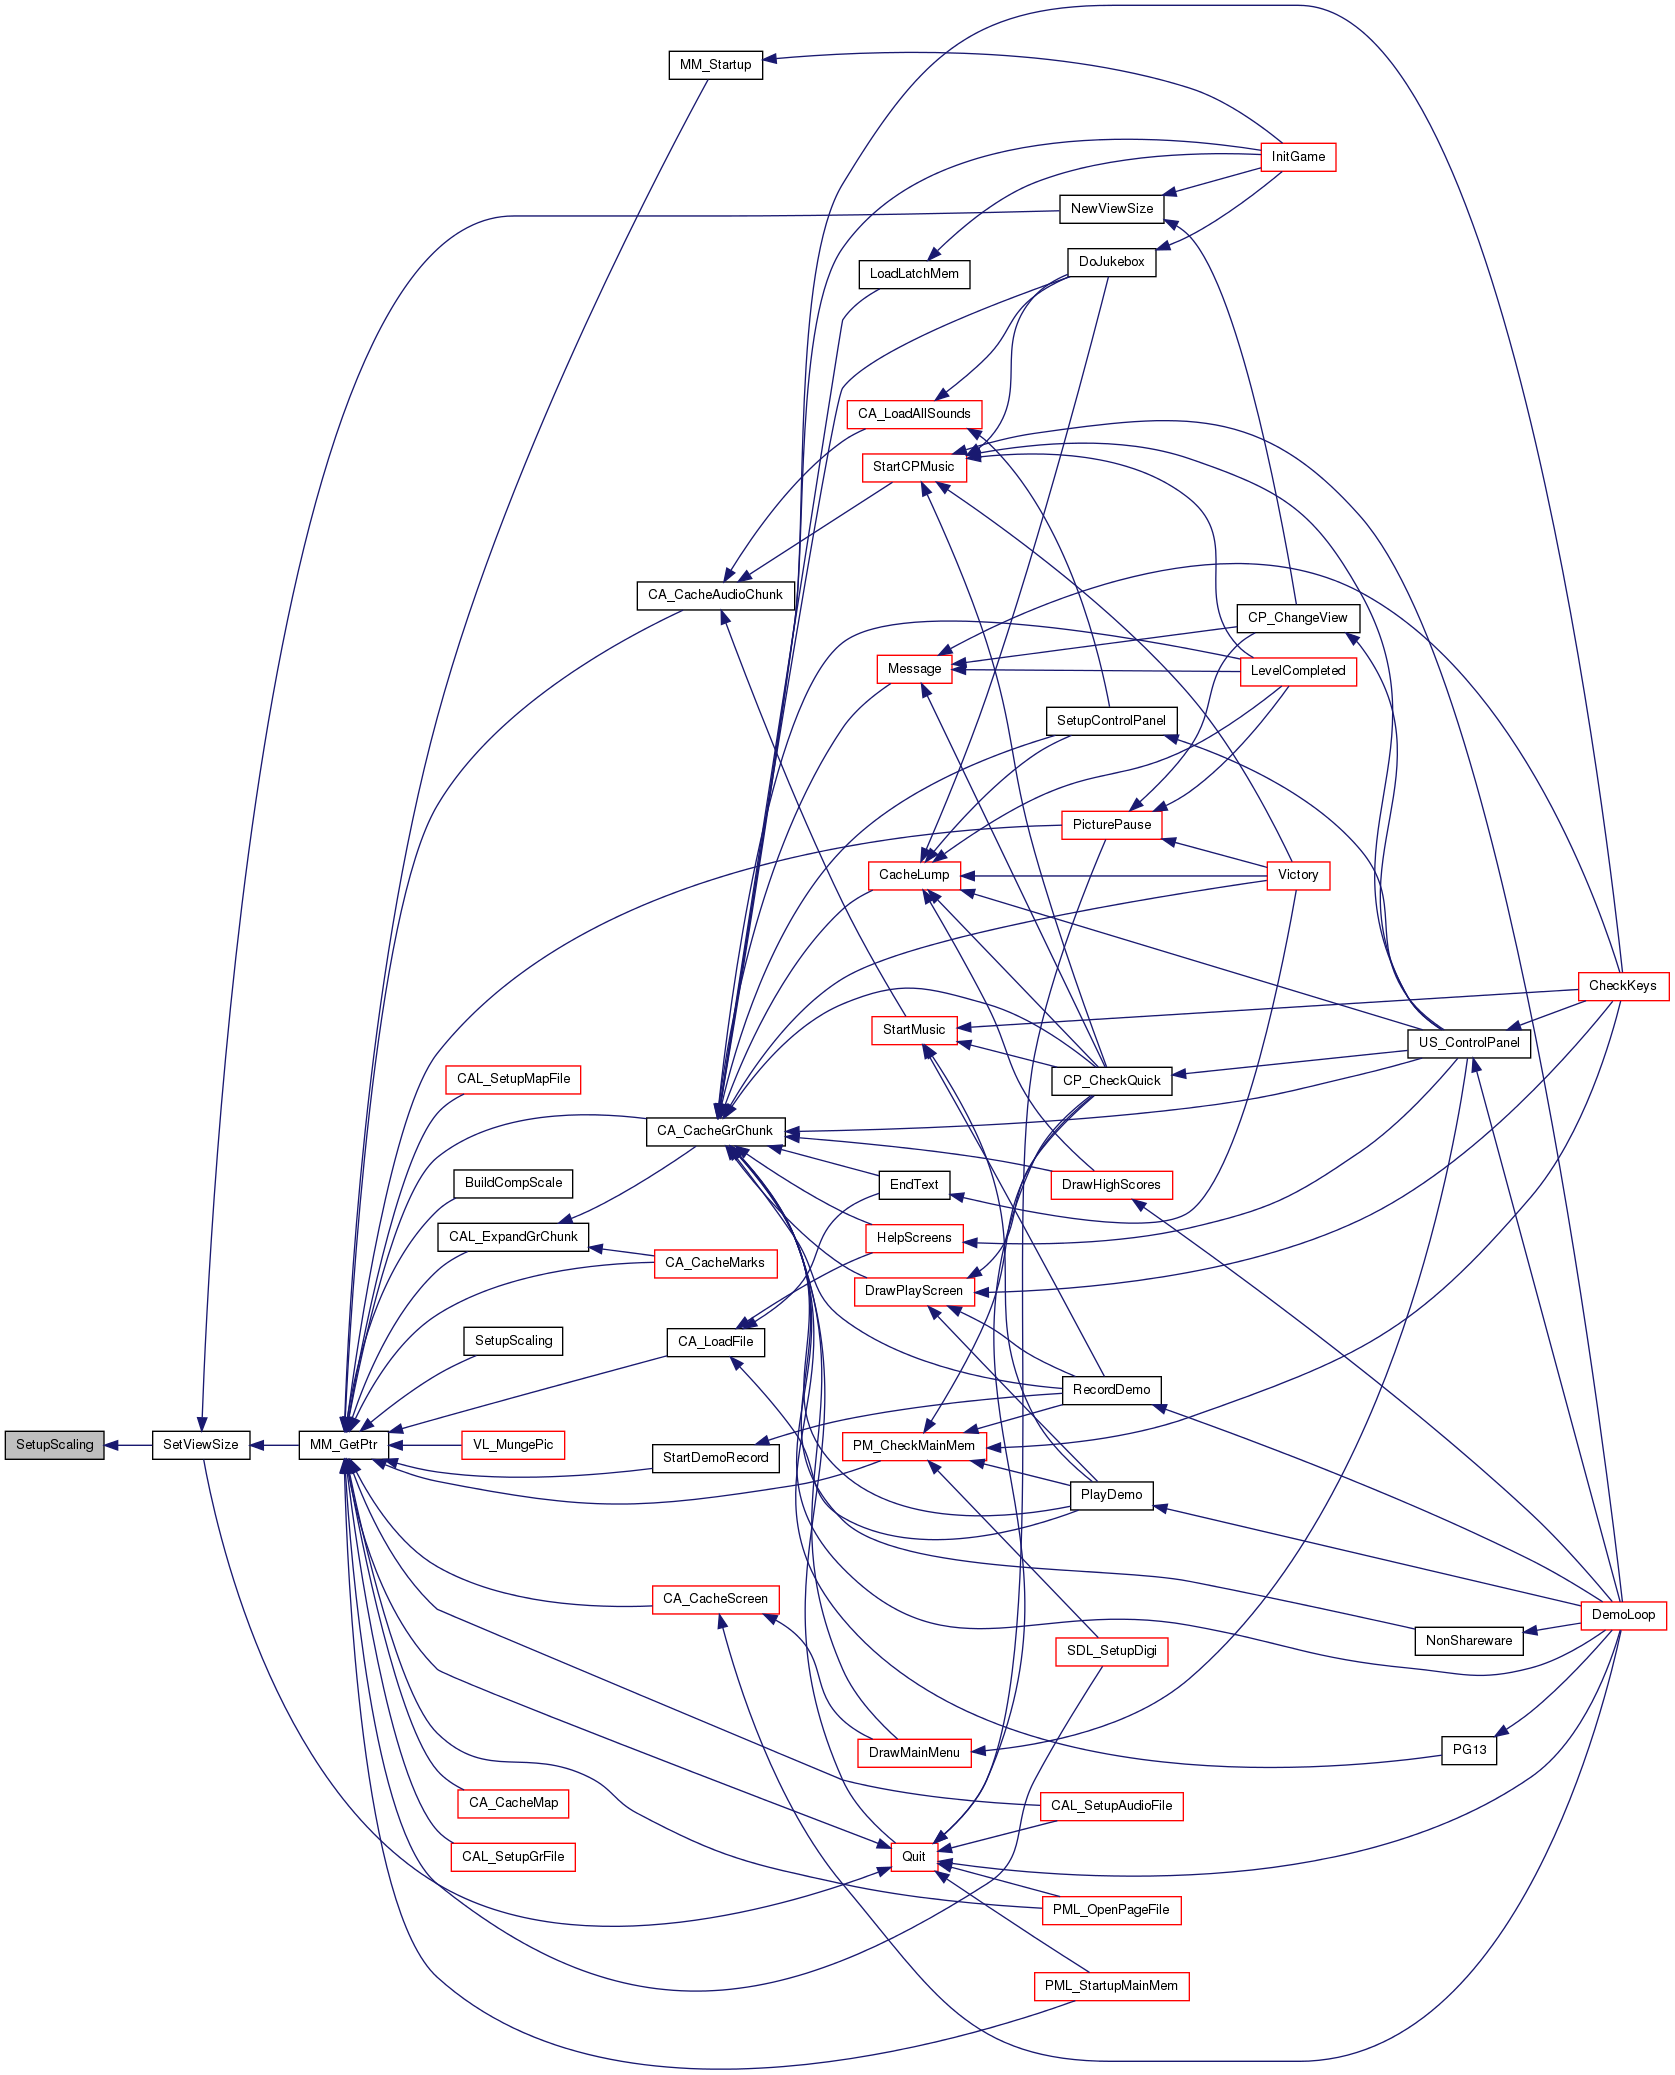 MM_Startup
InitGame
NewViewSize
DoJukebox
LoadLatchMem
CA_LoadAllSounds
StartCPMusic
CA_CacheAudioChunk
CP_ChangeView
Message
LevelCompleted
SetupControlPanel
PicturePause
CacheLump
Victory
CheckKeys
StartMusic
US_ControlPanel
CAL_SetupMapFile
CP_CheckQuick
CA_CacheGrChunk
BuildCompScale
EndText
DrawHighScores
CAL_ExpandGrChunk
HelpScreens
CA_CacheMarks
DrawPlayScreen
SetupScaling
CA_LoadFile
RecordDemo
SetupScaling
SetViewSize
MM_GetPtr
VL_MungePic
PM_CheckMainMem
StartDemoRecord
PlayDemo
CA_CacheScreen
DemoLoop
NonShareware
SDL_SetupDigi
DrawMainMenu
PG13
CA_CacheMap
CAL_SetupAudioFile
CAL_SetupGrFile
Quit
PML_OpenPageFile
PML_StartupMainMem